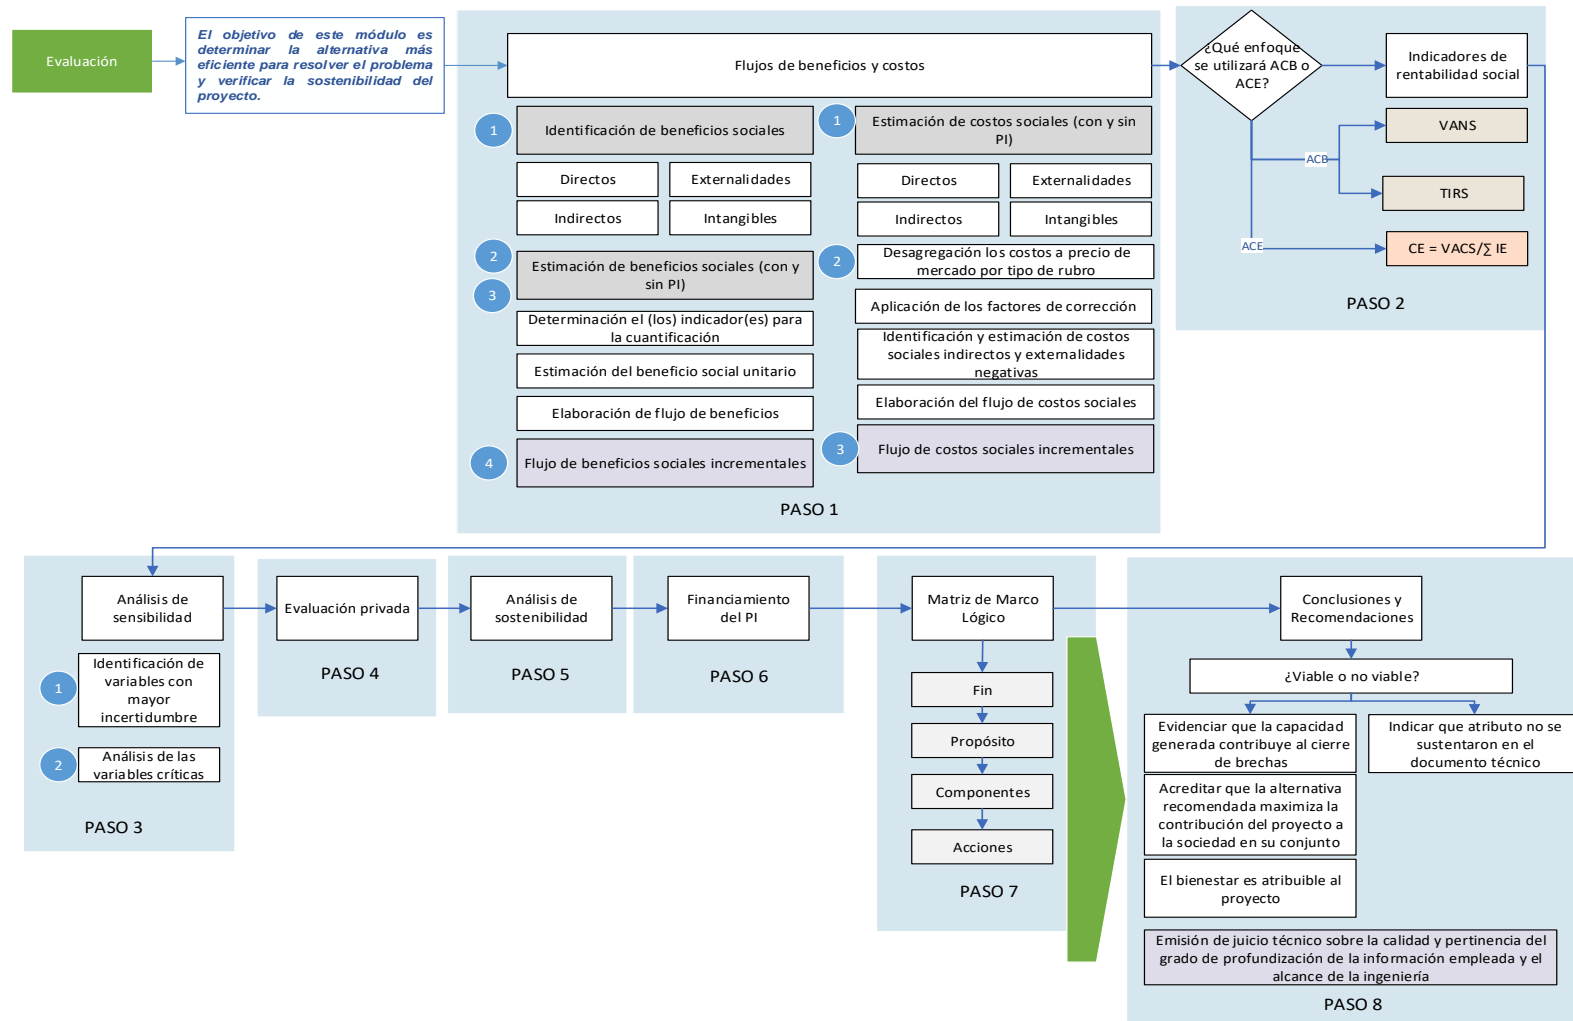 Evaluación
El objetivo de este módulo es
determinar la alternativa más
eficiente para resolver el problema
y verificar la sostenibilidad del
proyecto.
Flujos de beneficios y costos
1
Identificación de beneficios sociales
Directos
Externalidades
Indirectos
Intangibles
2
3
Estimación de beneficios sociales (con y
sin PI)
Determinación el (los) indicador(es) para
la cuantificación
Estimación del beneficio social unitario
Elaboración de flujo de beneficios
4
Flujo de beneficios sociales incrementales
1
Estimación de costos sociales (con y sin
PI)
Directos
Externalidades
Indirectos
Intangibles
2
Desagregación los costos a precio de
mercado por tipo de rubro
Aplicación de los factores de corrección
Identificación y estimación de costos
sociales indirectos y externalidades
negativas
Elaboración del flujo de costos sociales
3
Flujo de costos sociales incrementales
PASO 1
¿Qué enfoque
se utilizará ACB o
ACE?
Indicadores de
rentabilidad social
ACB
VANS
TIRS
ACE
CE = VACS/∑ IE
PASO 2
Análisis de
sensibilidad
1
Identificación de
variables con
mayor
incertidumbre
2
Análisis de las
variables críticas
PASO 3
Evaluación privada
PASO 4
Análisis de
sostenibilidad
PASO 5
Financiamiento
del PI
PASO 6
Matriz de Marco
Lógico
Fin
Propósito
Componentes
Acciones
PASO 7
Conclusiones y
Recomendaciones
¿Viable o no viable?
Evidenciar que la capacidad
generada contribuye al cierre
de brechas
Indicar que atributo no se
sustentaron en el
documento técnico
Acreditar que la alternativa
recomendada maximiza la
contribución del proyecto a
la sociedad en su conjunto
El bienestar es atribuible al
proyecto
Emisión de juicio técnico sobre la calidad y pertinencia del
grado de profundización de la información empleada y el
alcance de la ingeniería
PASO 8